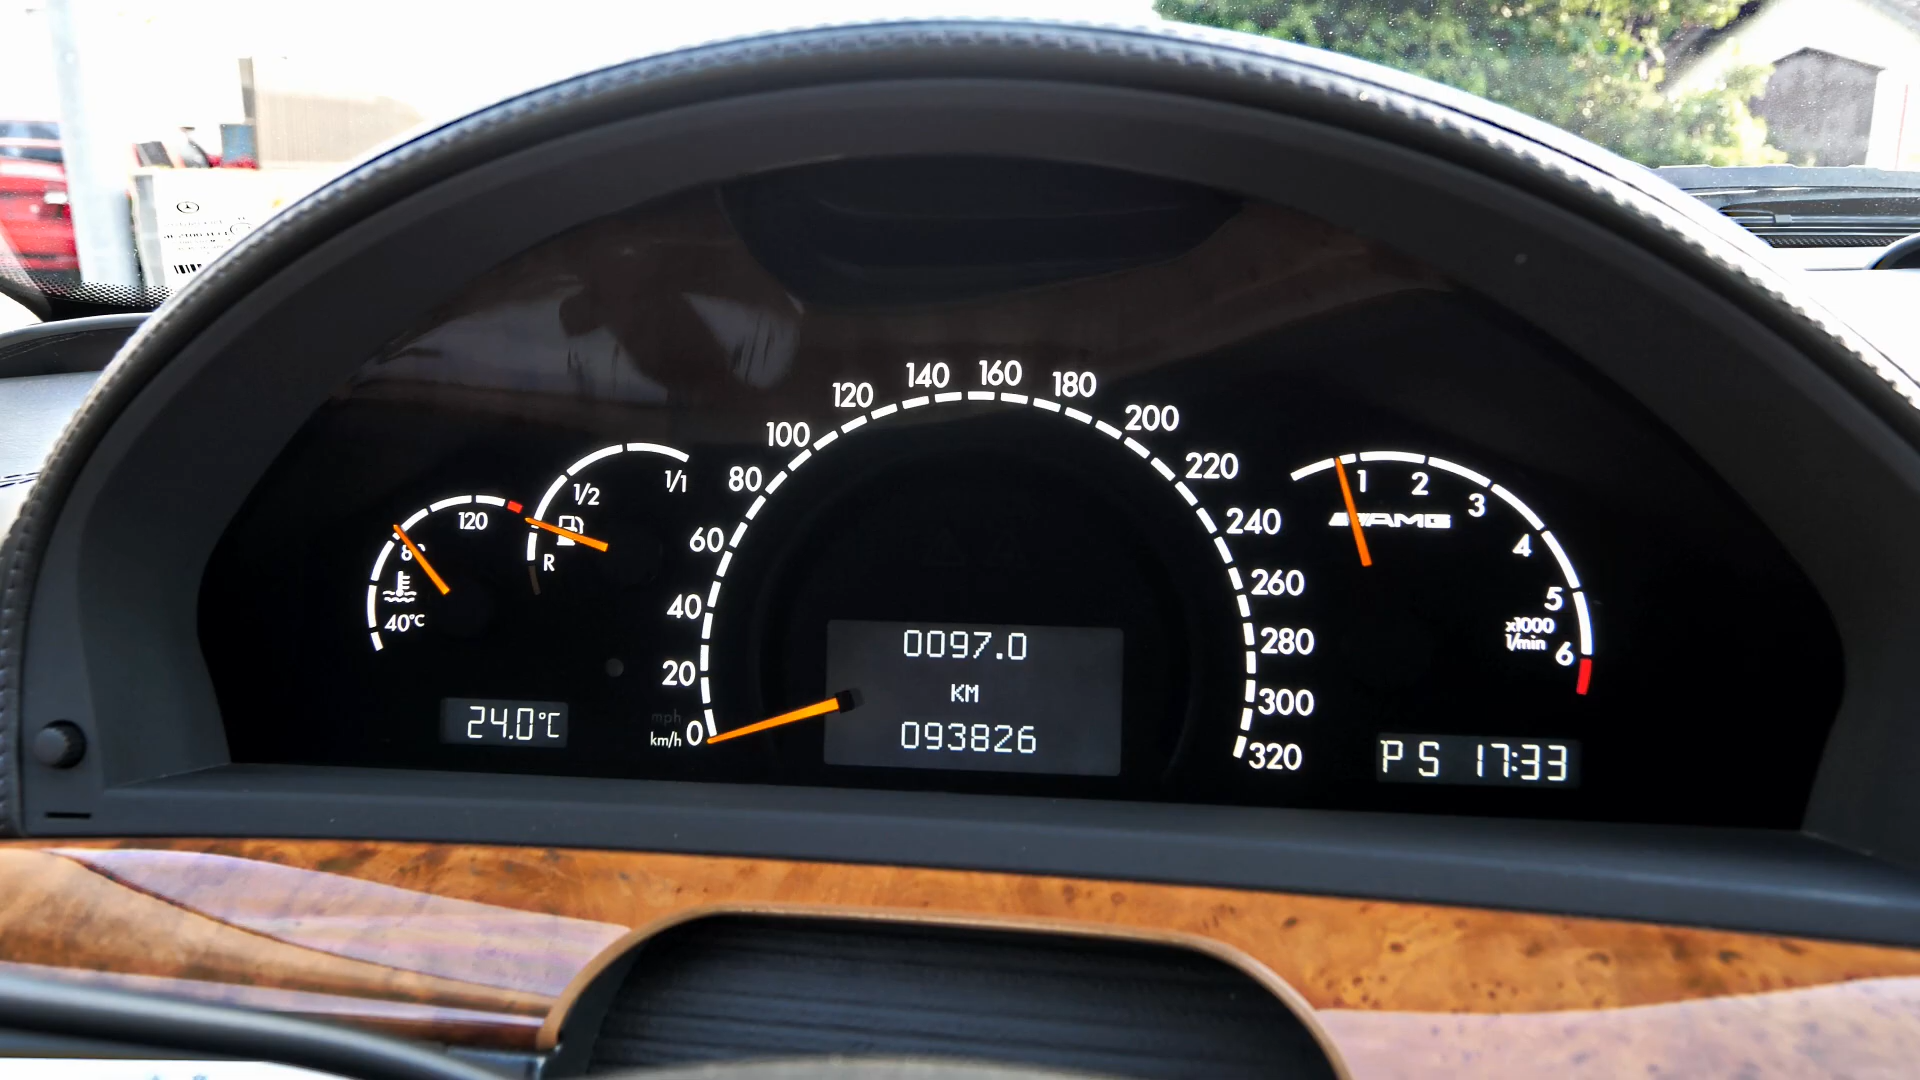 140 160
120 180
100 200
80 220
60 240
40 260
20 280
0 300
320
mph
km/h
1/1
1/2
R
120
40°C
24.0°C
0097.0
KM
093826
1 2 3 4 5 6
AMG
x1000
1/min
P S 17:33